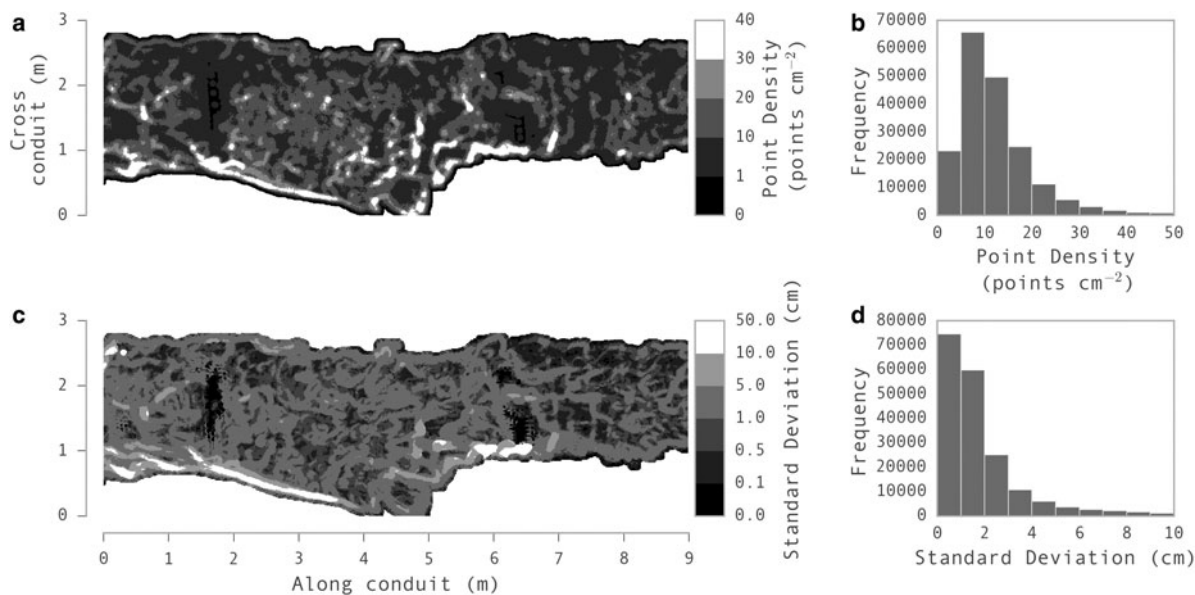 a
3
2
1
0
Cross
conduit (m)
40
30
20
10
1
0
Point Density
(points cm⁻²)
b
70000
60000
50000
40000
30000
20000
10000
0
Frequency
0 10 20 30 40 50
Point Density
(points cm⁻²)
c
3
2
1
0
0 1 2 3 4 5 6 7 8 9
Along conduit (m)
50.0
10.0
5.0
1.0
0.5
0.1
0.0
Standard Deviation (cm)
d
80000
70000
60000
50000
40000
30000
20000
10000
0
Frequency
0 2 4 6 8 10
Standard Deviation (cm)